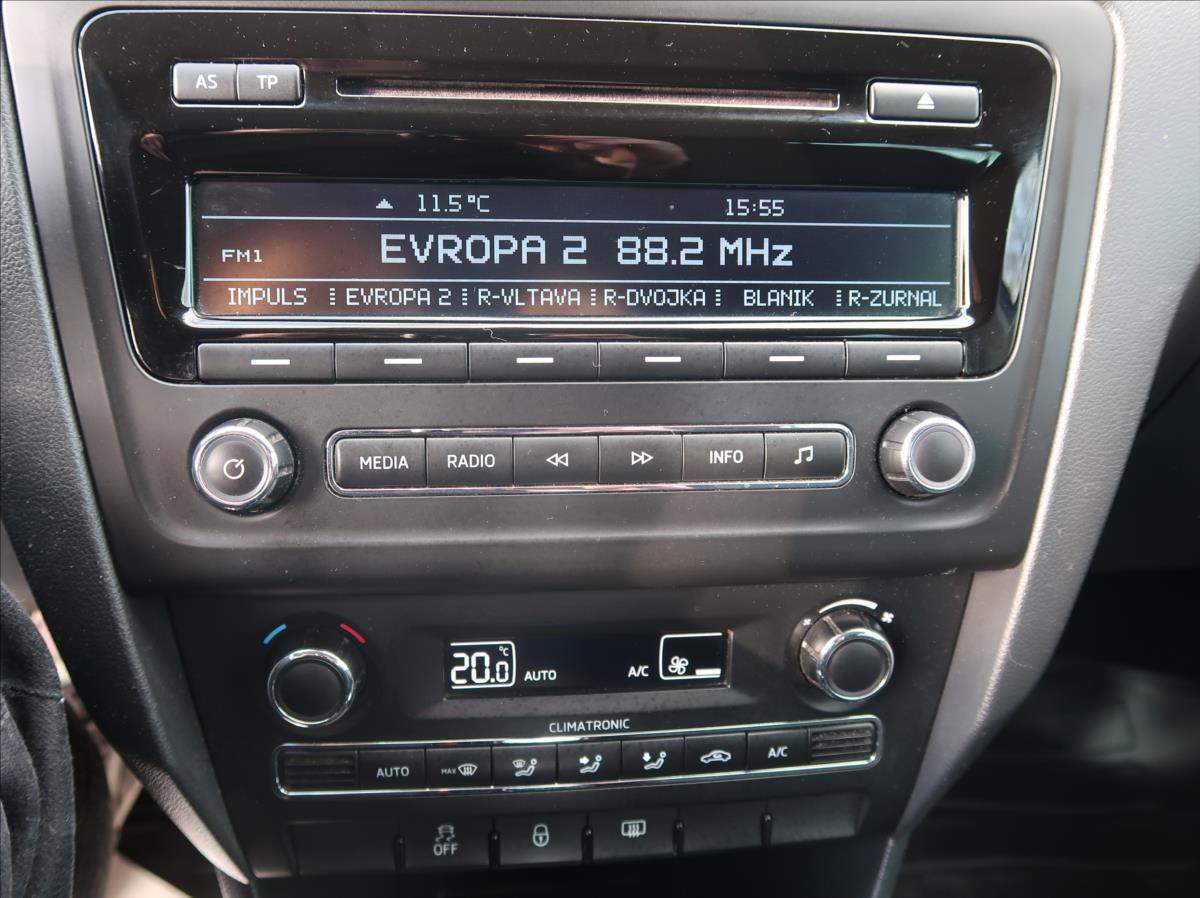 AS TP
11.5°C 15:55
FM1 EVROPA 2 88.2 MHz
IMPULS EVROPA 2 R-VLTAVA R-DVOJKA BLANIK R-ZURNAL
MEDIA RADIO INFO
20.0 °C AUTO A/C
CLIMATRONIC
AUTO MAX A/C
OFF